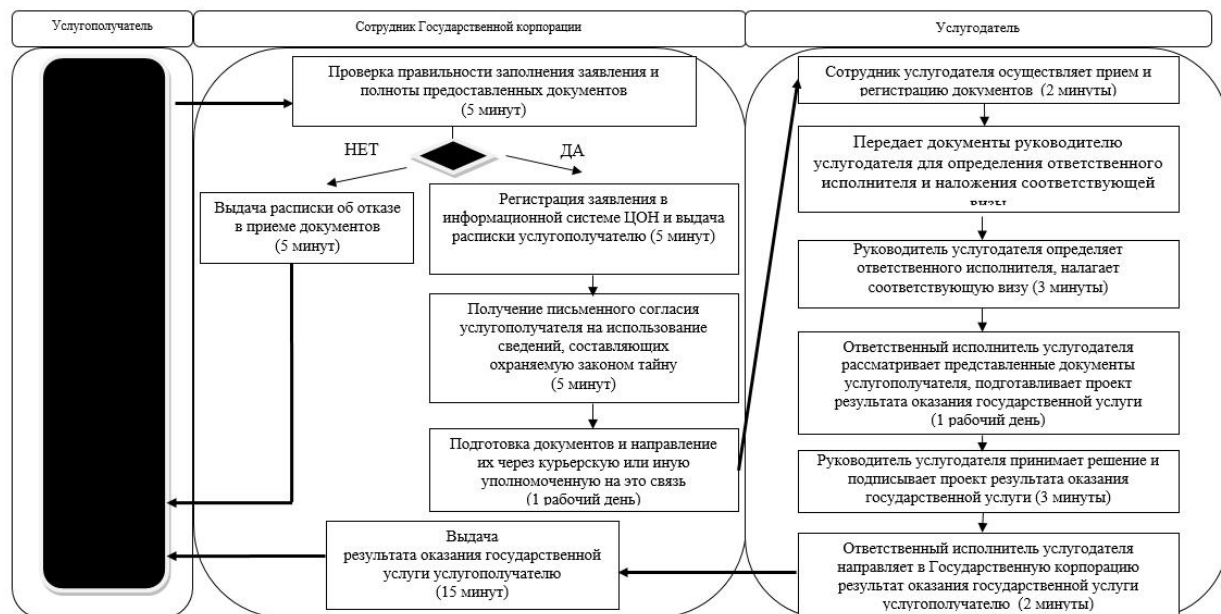 Услугополучатель
Сотрудник Государственной корпорации
Услугодатель
Проверка правильности заполнения заявления и
полноты предоставленных документов
(5 минут)
НЕТ
ДА
Выдача расписки об отказе
в приеме документов
(5 минут)
Регистрация заявления в
информационной системе ЦОН и выдача
расписки услугополучателю (5 минут)
Получение письменного согласия
услугополучателя на использование
сведений, составляющих
охраняемую законом тайну
(5 минут)
Подготовка документов и направление
их через курьерскую или иную
уполномоченную на это связь
(1 рабочий день)
Сотрудник услугодателя осуществляет прием и
регистрацию документов (2 минуты)
Передает документы руководителю
услугодателя для определения ответственного
исполнителя и наложения соответствующей
визы
Руководитель услугодателя определяет
ответственного исполнителя, налагает
соответствующую визу (3 минуты)
Ответственный исполнитель услугодателя
рассматривает представленные документы
услугополучателя, подготавливает проект
результата оказания государственной услуги
(1 рабочий день)
Руководитель услугодателя принимает решение и
подписывает проект результата оказания
государственной услуги (3 минуты)
Ответственный исполнитель услугодателя
направляет в Государственную корпорацию
результат оказания государственной услуги
услугополучателю (2 минуты)
Выдача
результата оказания государственной
услуги услугополучателю
(15 минут)